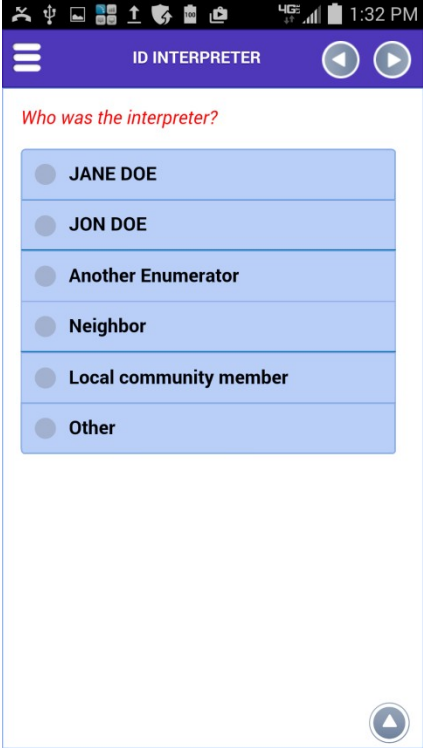 4G 1:32 PM
ID INTERPRETER
Who was the interpreter?
JANE DOE
JON DOE
Another Enumerator
Neighbor
Local community member
Other